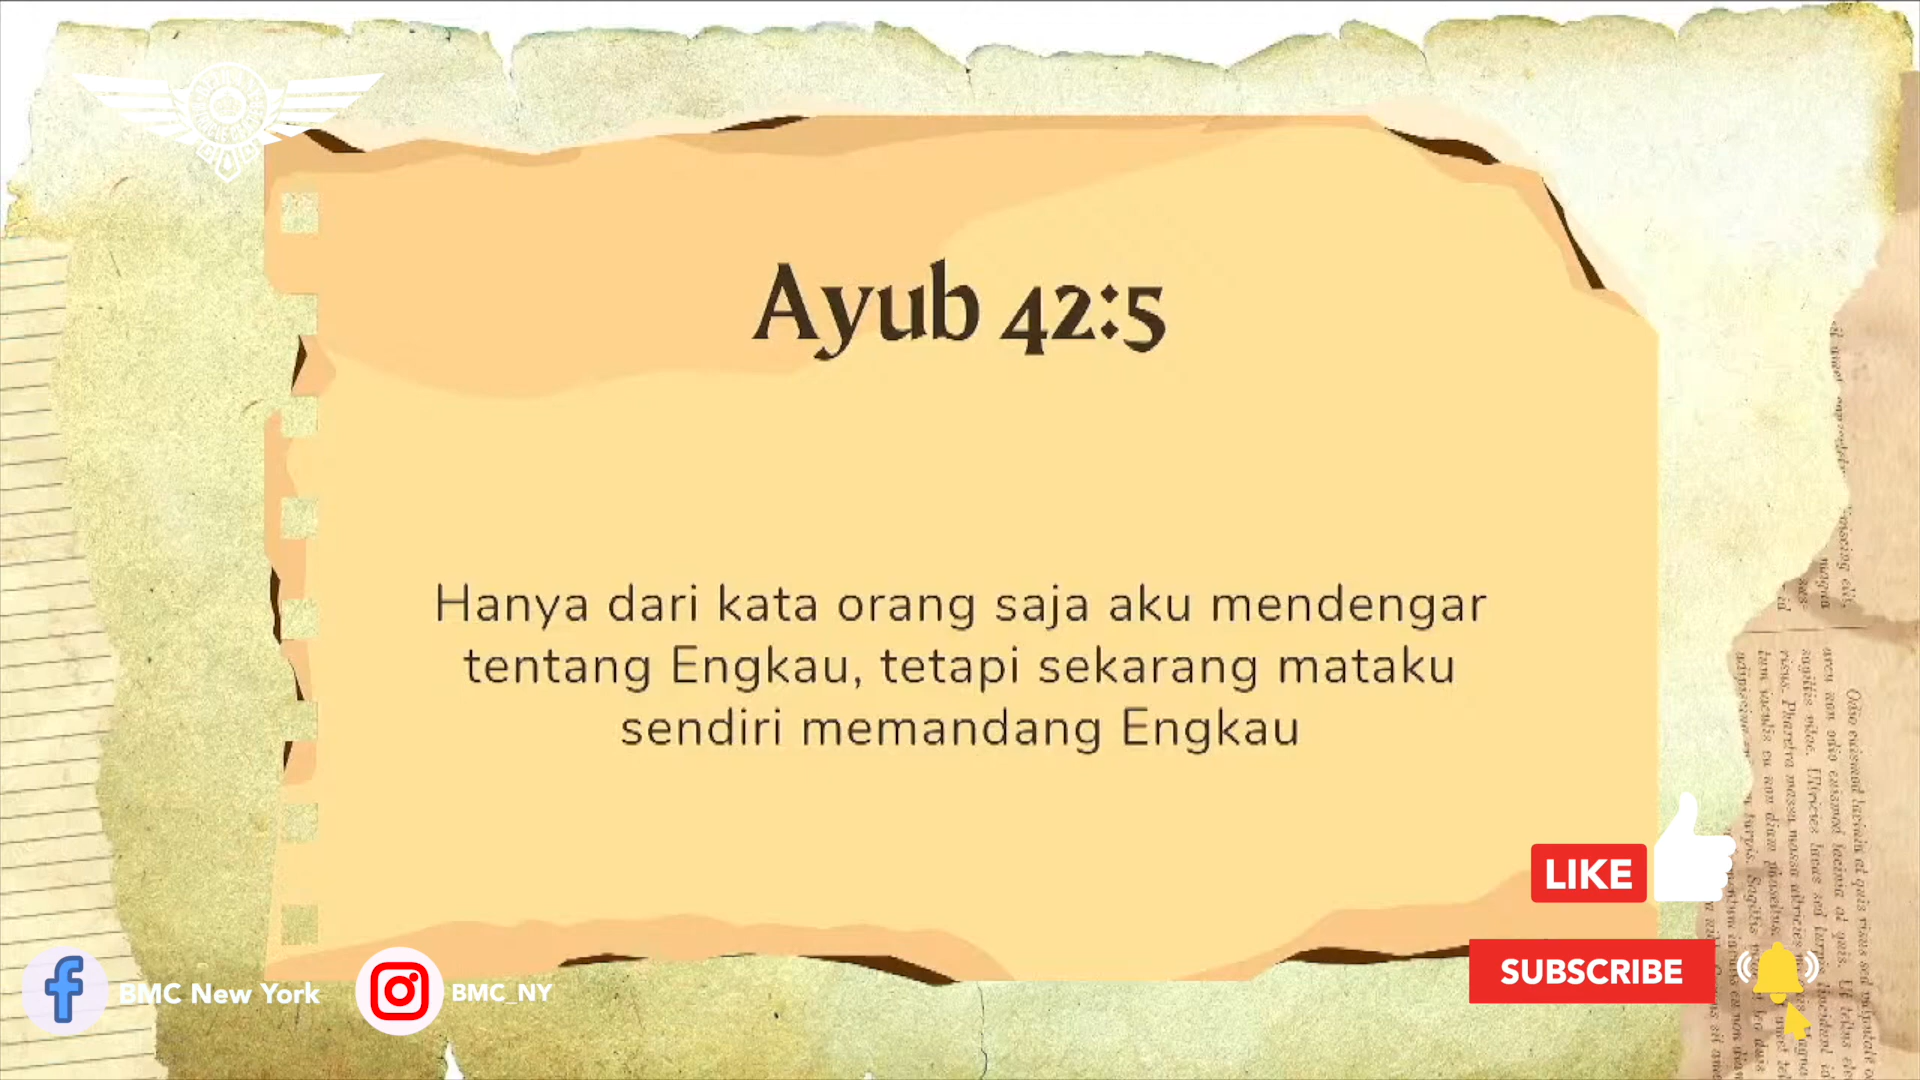 Ayub 42:5
Hanya dari kata orang saja aku mendengar
tentang Engkau, tetapi sekarang mataku
sendiri memandang Engkau
LIKE
SUBSCRIBE
BMC New York
BMC_NY